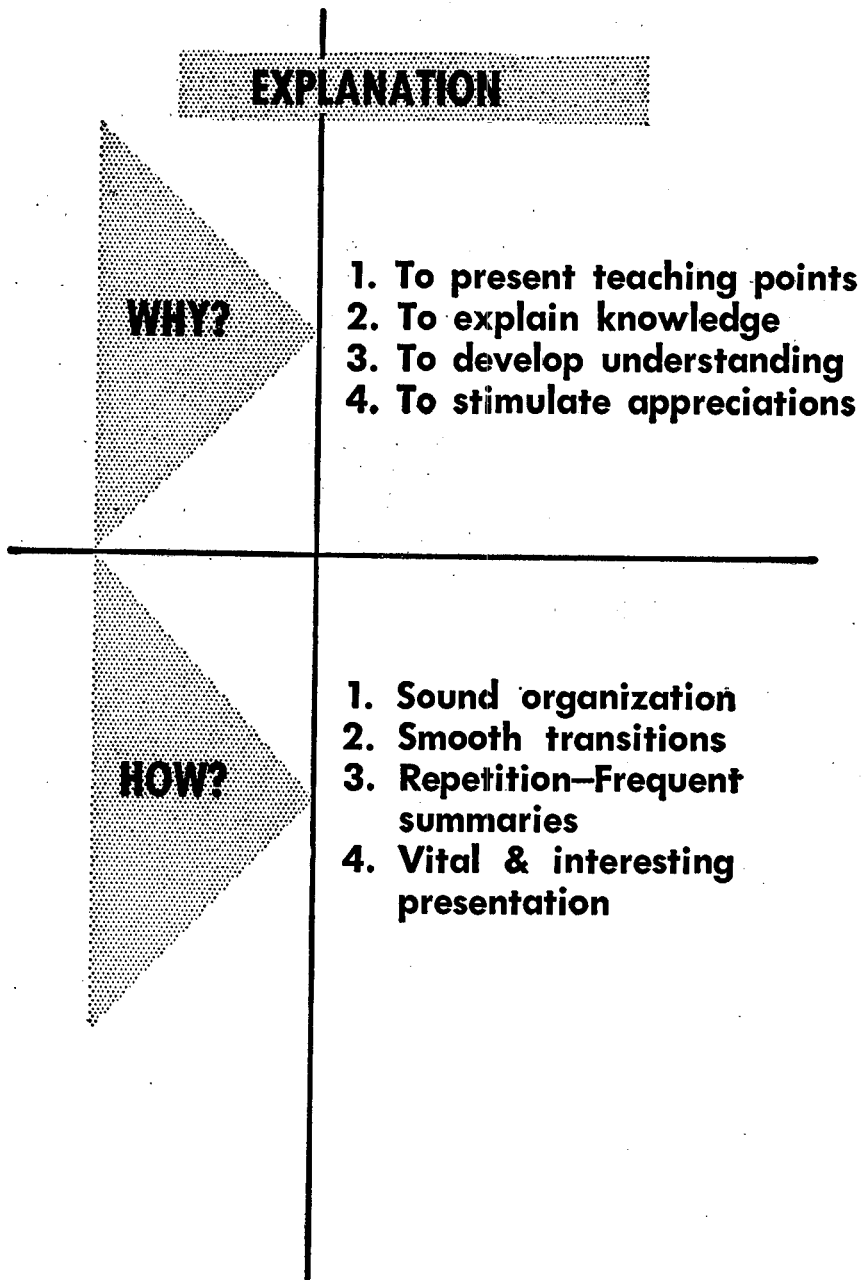 EXPLANATION
WHY?
1. To present teaching points
2. To explain knowledge
3. To develop understanding
4. To stimulate appreciations
HOW?
1. Sound organization
2. Smooth transitions
3. Repetition—Frequent
summaries
4. Vital & interesting
presentation